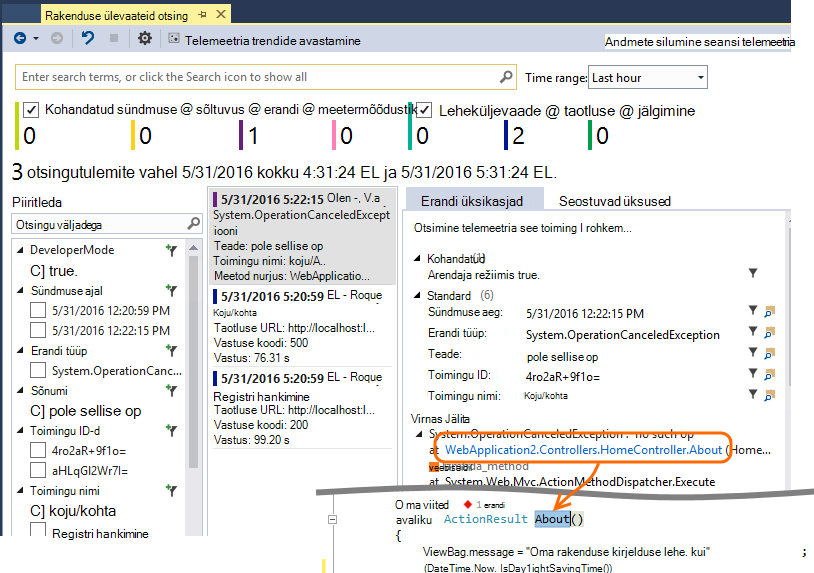 Rakenduse ülevaateid otsing
Telemeetria trendide avastamine
Andmete silumine seansi telemeetria
Enter search terms, or click the Search icon to show all
Time range: Last hour
Kohandatud sündmuse @ sõltuvus @ erandi @ meetermõõdustik
Leheküljevaade @ taotluse @ jälgimine
0 0 1 0 0 2 0
3 otsingutulemite vahel 5/31/2016 kokku 4:31:24 EL ja 5/31/2016 5:31:24 EL.
Piiritleda
Otsingu väljadega
DeveloperMode
C] true.
Sündmuse ajal
5/31/2016 12:20:59 PM
5/31/2016 12:22:15 PM
Erandi tüüp
System.OperationCanc...
Sõnumi
C] pole sellise op
Toimingu ID-d
4ro2aR+9f1o=
aHLqGl2Wr7I=
Toimingu nimi
C] koju/kohta
Registri hankimine
5/31/2016 5:22:15 Olen -, V.a
System.OperationCanceledExcept
iooni
Teade: pole sellise op
Toimingu nimi: koju/A..
Meetod nurjus: WebApplicatio...
5/31/2016 5:20:59 EL - Roque
Koju/kohta
Taotluse URL: http://localhost:l...
Vastuse koodi: 500
Vastus: 76.31 s
5/31/2016 5:20:59 EL - Roque
Registri hankimine
Taotluse URL: http://localhost:l...
Vastuse koodi: 200
Vastus: 99.20 s
Erandi üksikasjad
Seostuvad üksused
Otsimine telemeetria see toiming I rohkem...
Kohandatud
Arendaja režiimis true.
Standard (6)
Sündmuse aeg: 5/31/2016 12:22:15 PM
Erandi tüüp: System.OperationCanceledException
Teade: pole sellise op
Toimingu ID: 4ro2aR+9f1o=
Toimingu nimi: Koju/kohta
Virnas Jälita
System.OperationCanceledException : no such op
at WebApplication2.Controllers.HomeController.About (Home...
at System.Web.Mvc.ActionMethodDispatcher.Execute
Oma viited 1 erandi
avaliku ActionResult About()
{
ViewBag.message = "Oma rakenduse kirjelduse lehe. kui" ;
(DateTime.Now. IsDay1ightSavingTime())